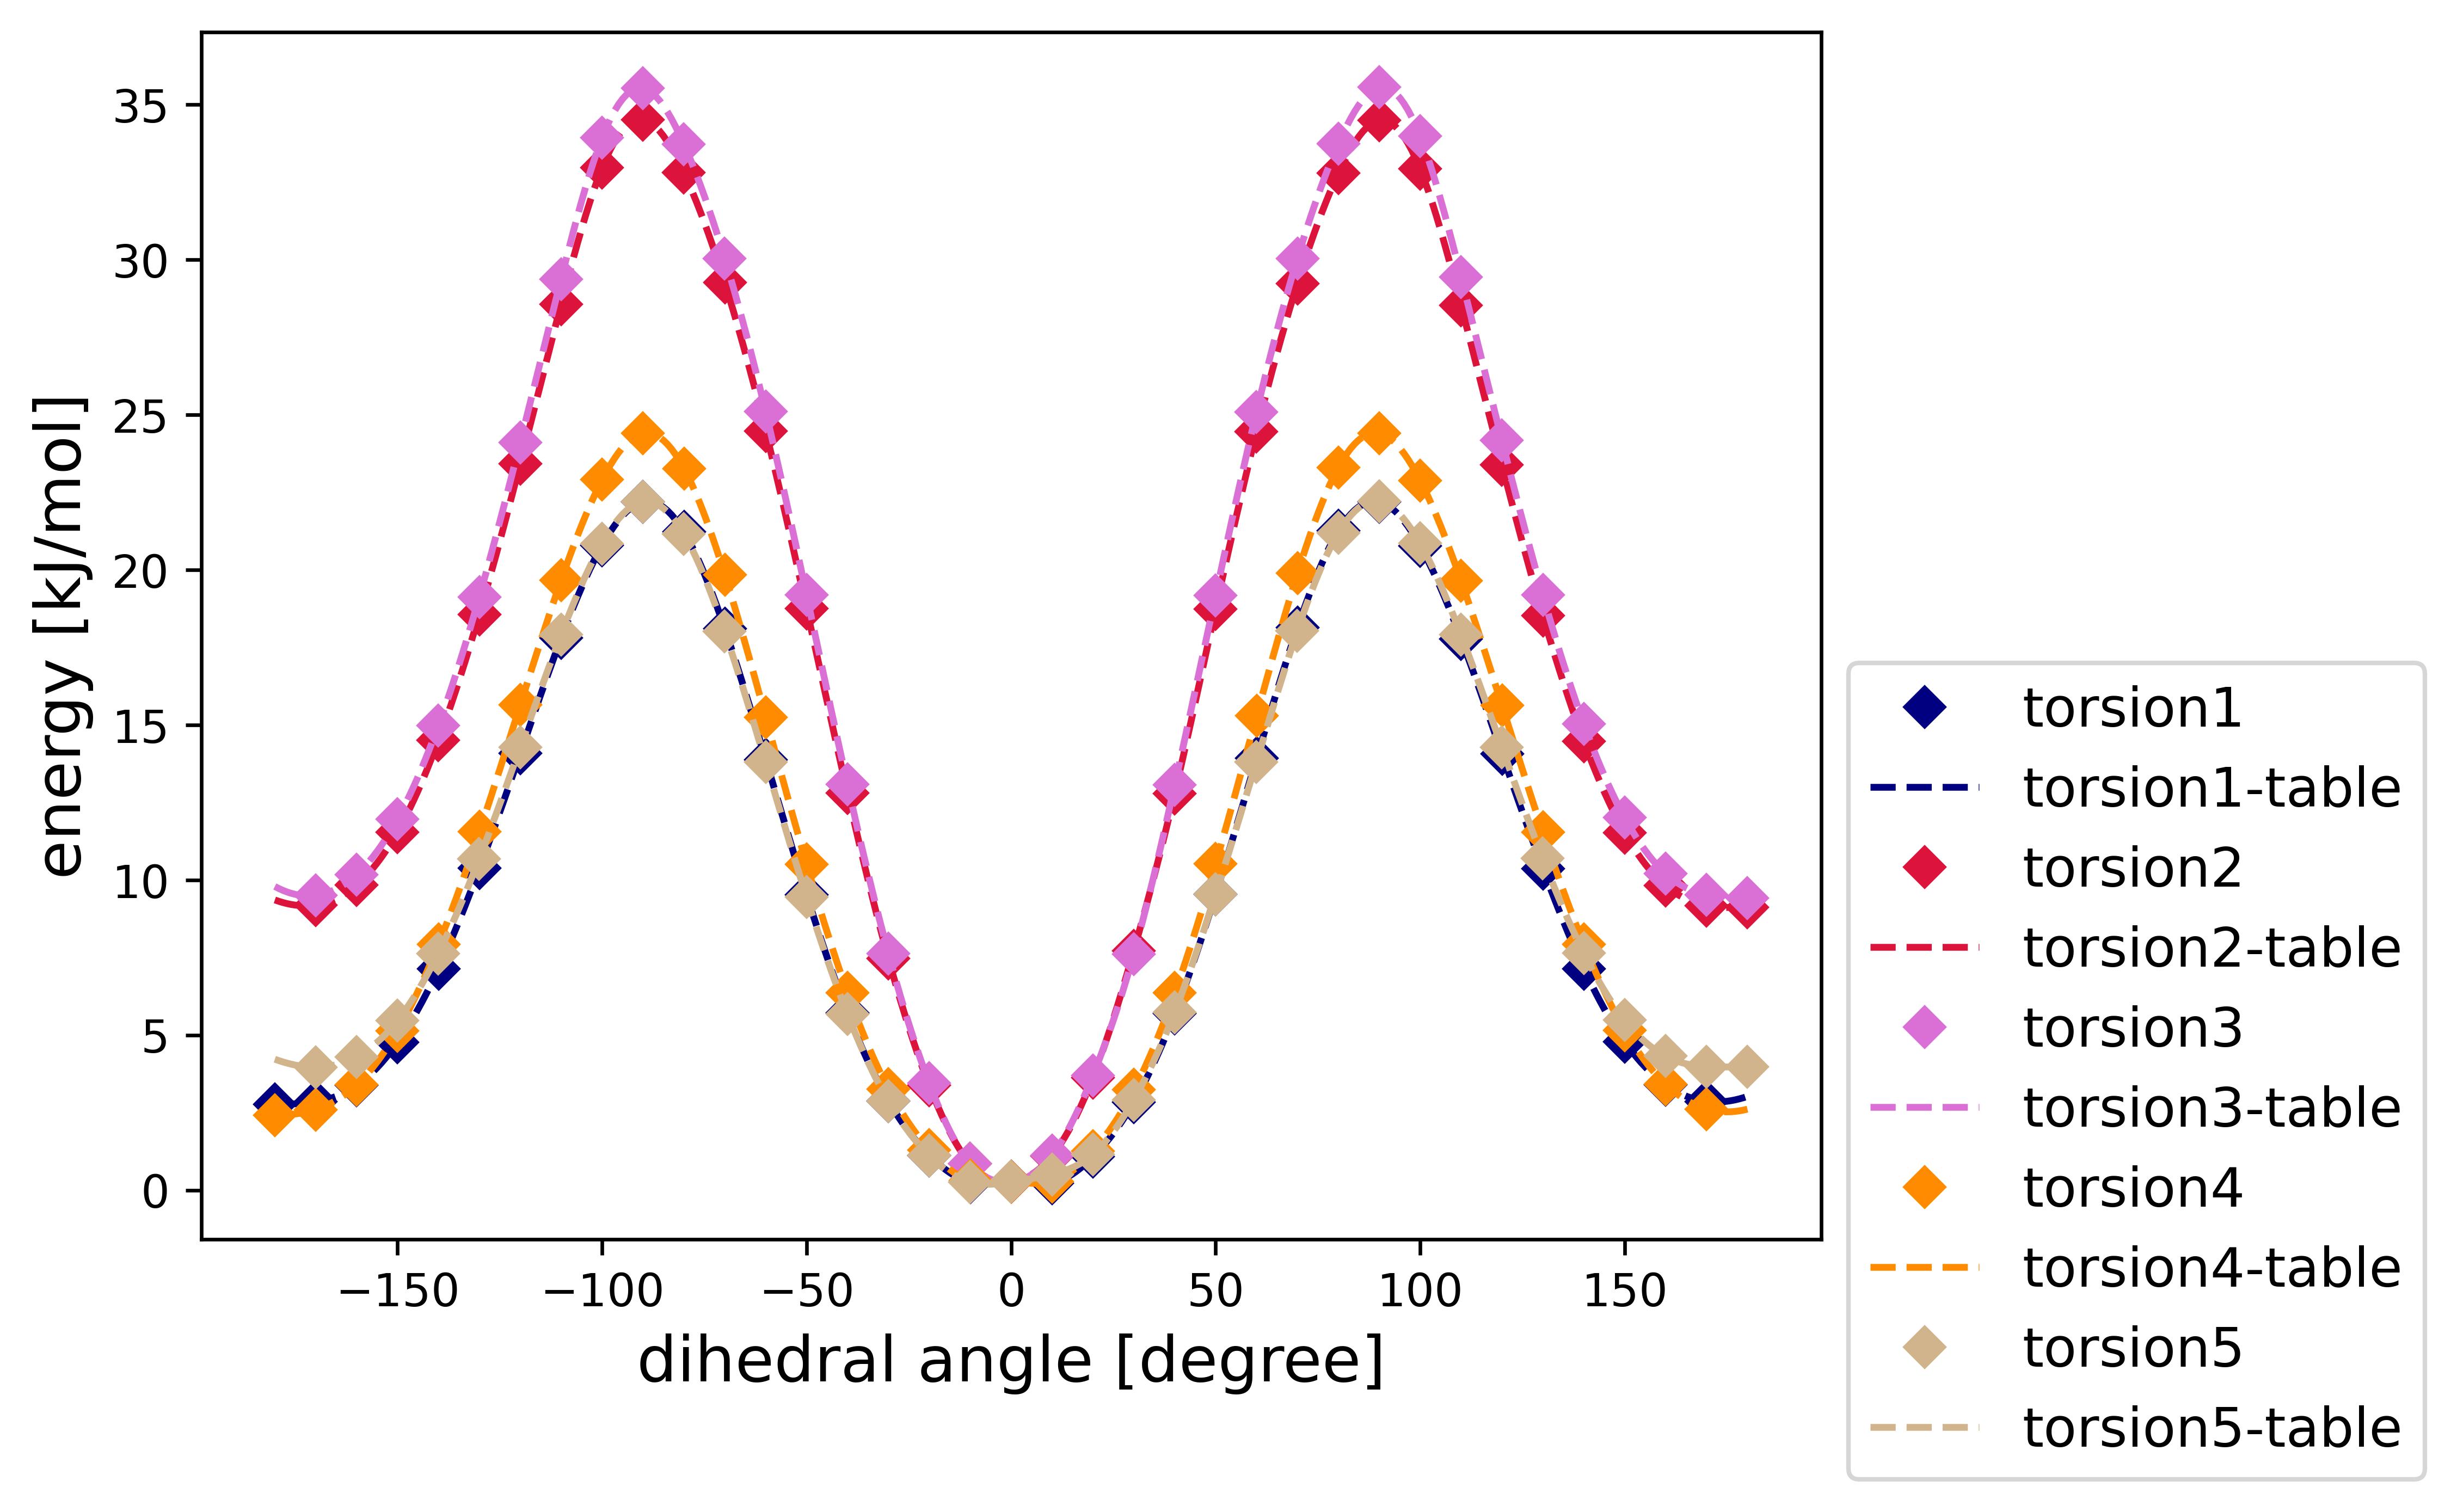 energy [kJ/mol]
35
30
25
20
15
10
5
0
−150 −100 −50 0 50 100 150
dihedral angle [degree]
torsion1
torsion1-table
torsion2
torsion2-table
torsion3
torsion3-table
torsion4
torsion4-table
torsion5
torsion5-table